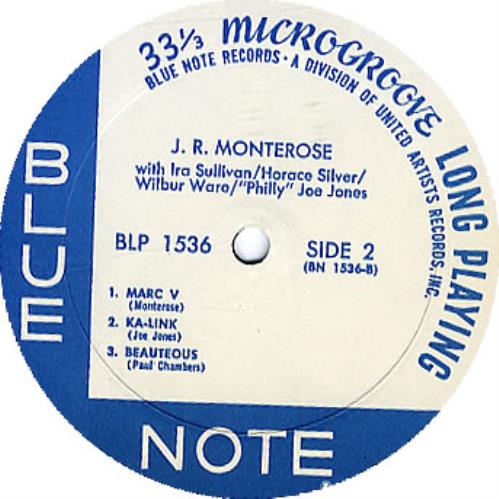 33⅓ MICROGROOVE LONG PLAYING
BLUE NOTE RECORDS • A DIVISION OF UNITED ARTISTS RECORDS, INC.
J. R. MONTEROSE
with Ira Sullivan/Horace Silver/
Wilbur Ware/"Philly" Joe Jones
BLP 1536
SIDE 2
(BN 1536-B)
1. MARC V
(Monterose)
2. KA-LINK
(Joe Jones)
3. BEAUTEOUS
(Paul Chambers)
BLUE
NOTE